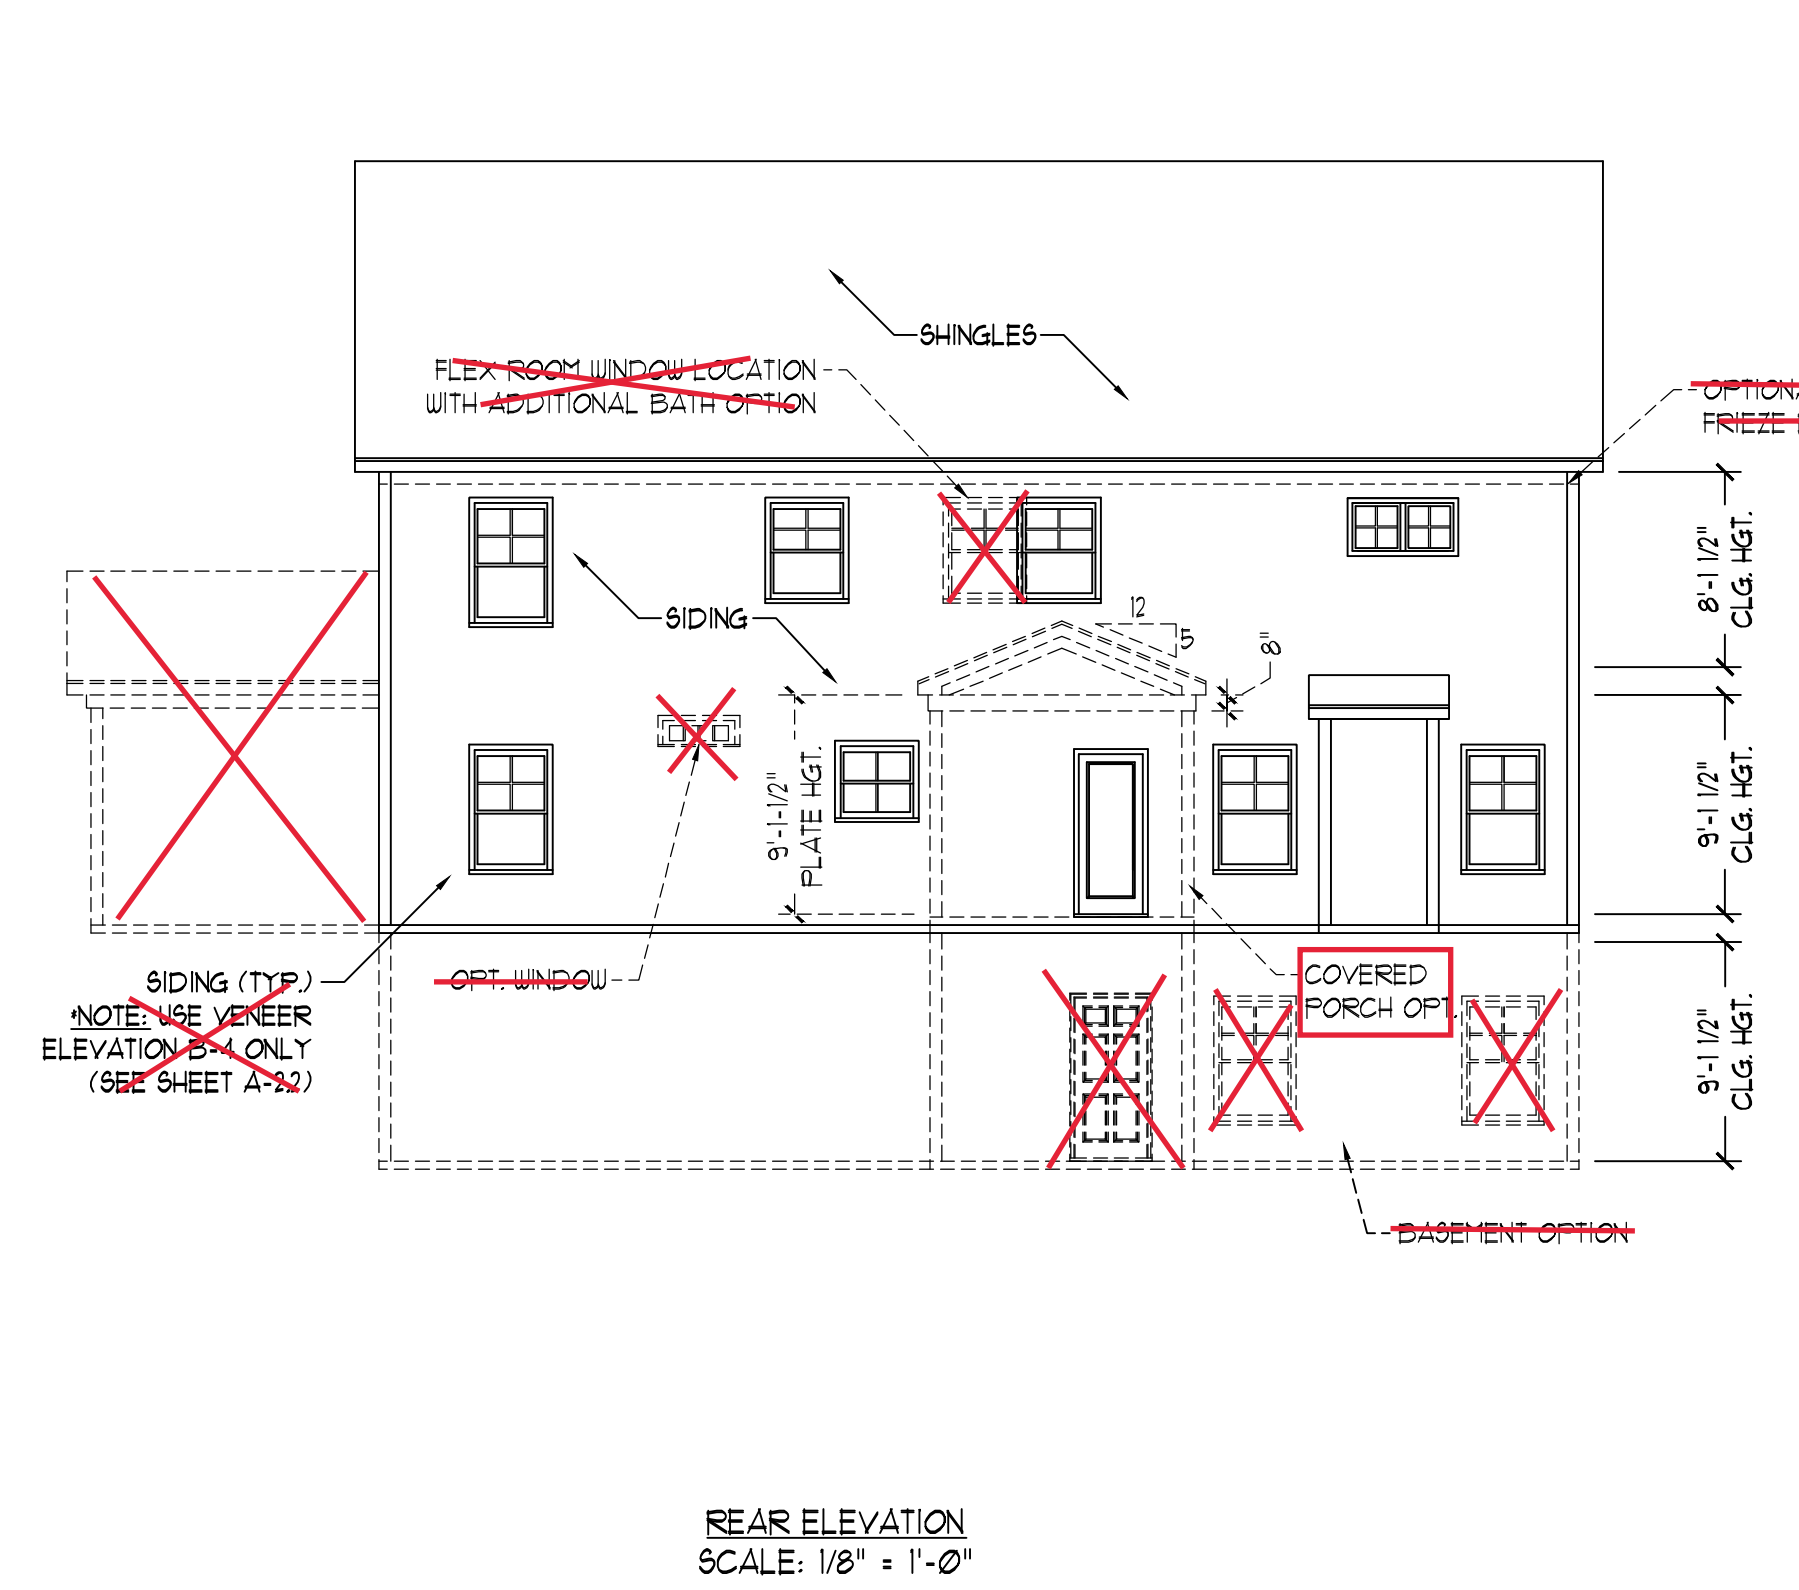 SHINGLES
FLEX ROOM WINDOW LOCATION
WITH ADDITIONAL BATH OPTION
FRIEZE
8'-1 1/2"
CLG. HGT.
12
5
8"
SIDING
9'-1-1/2"
PLATE HGT.
9'-1 1/2"
CLG. HGT.
SIDING (TYP.)
*NOTE: USE VENEER
ELEVATION B-4 ONLY
(SEE SHEET A-2.2)
OPT. WINDOW
COVERED
PORCH OPT.
9'-1 1/2"
CLG. HGT.
BASEMENT OPTION
REAR ELEVATION
SCALE: 1/8" = 1'-0"